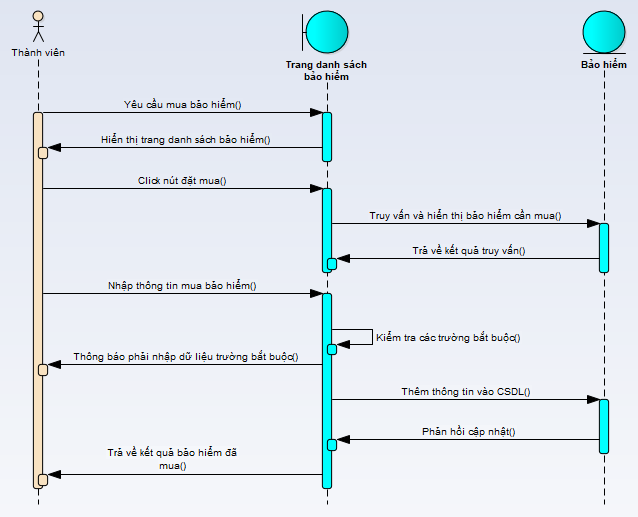 Thành viên
Trang danh sách
bảo hiểm
Bảo hiểm
Yêu cầu mua bảo hiểm()
Hiển thị trang danh sách bảo hiểm()
Click nút đặt mua()
Truy vấn và hiển thị bảo hiểm cần mua()
Trả về kết quả truy vấn()
Nhập thông tin mua bảo hiểm()
Kiểm tra các trường bắt buộc()
Thông báo phải nhập dữ liệu trường bắt buộc()
Thêm thông tin vào CSDL()
Phản hồi cập nhật()
Trả về kết quả bảo hiểm đã
mua()